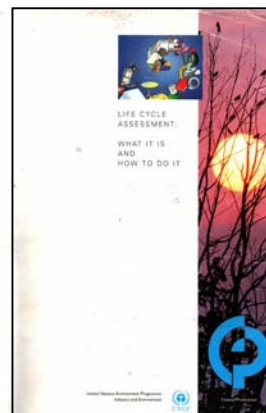 LIFE CYCLE
ASSESSMENT:
WHAT IT IS
AND
HOW TO DO IT
United Nations Environment Programme
Industry and Environment
UNEP